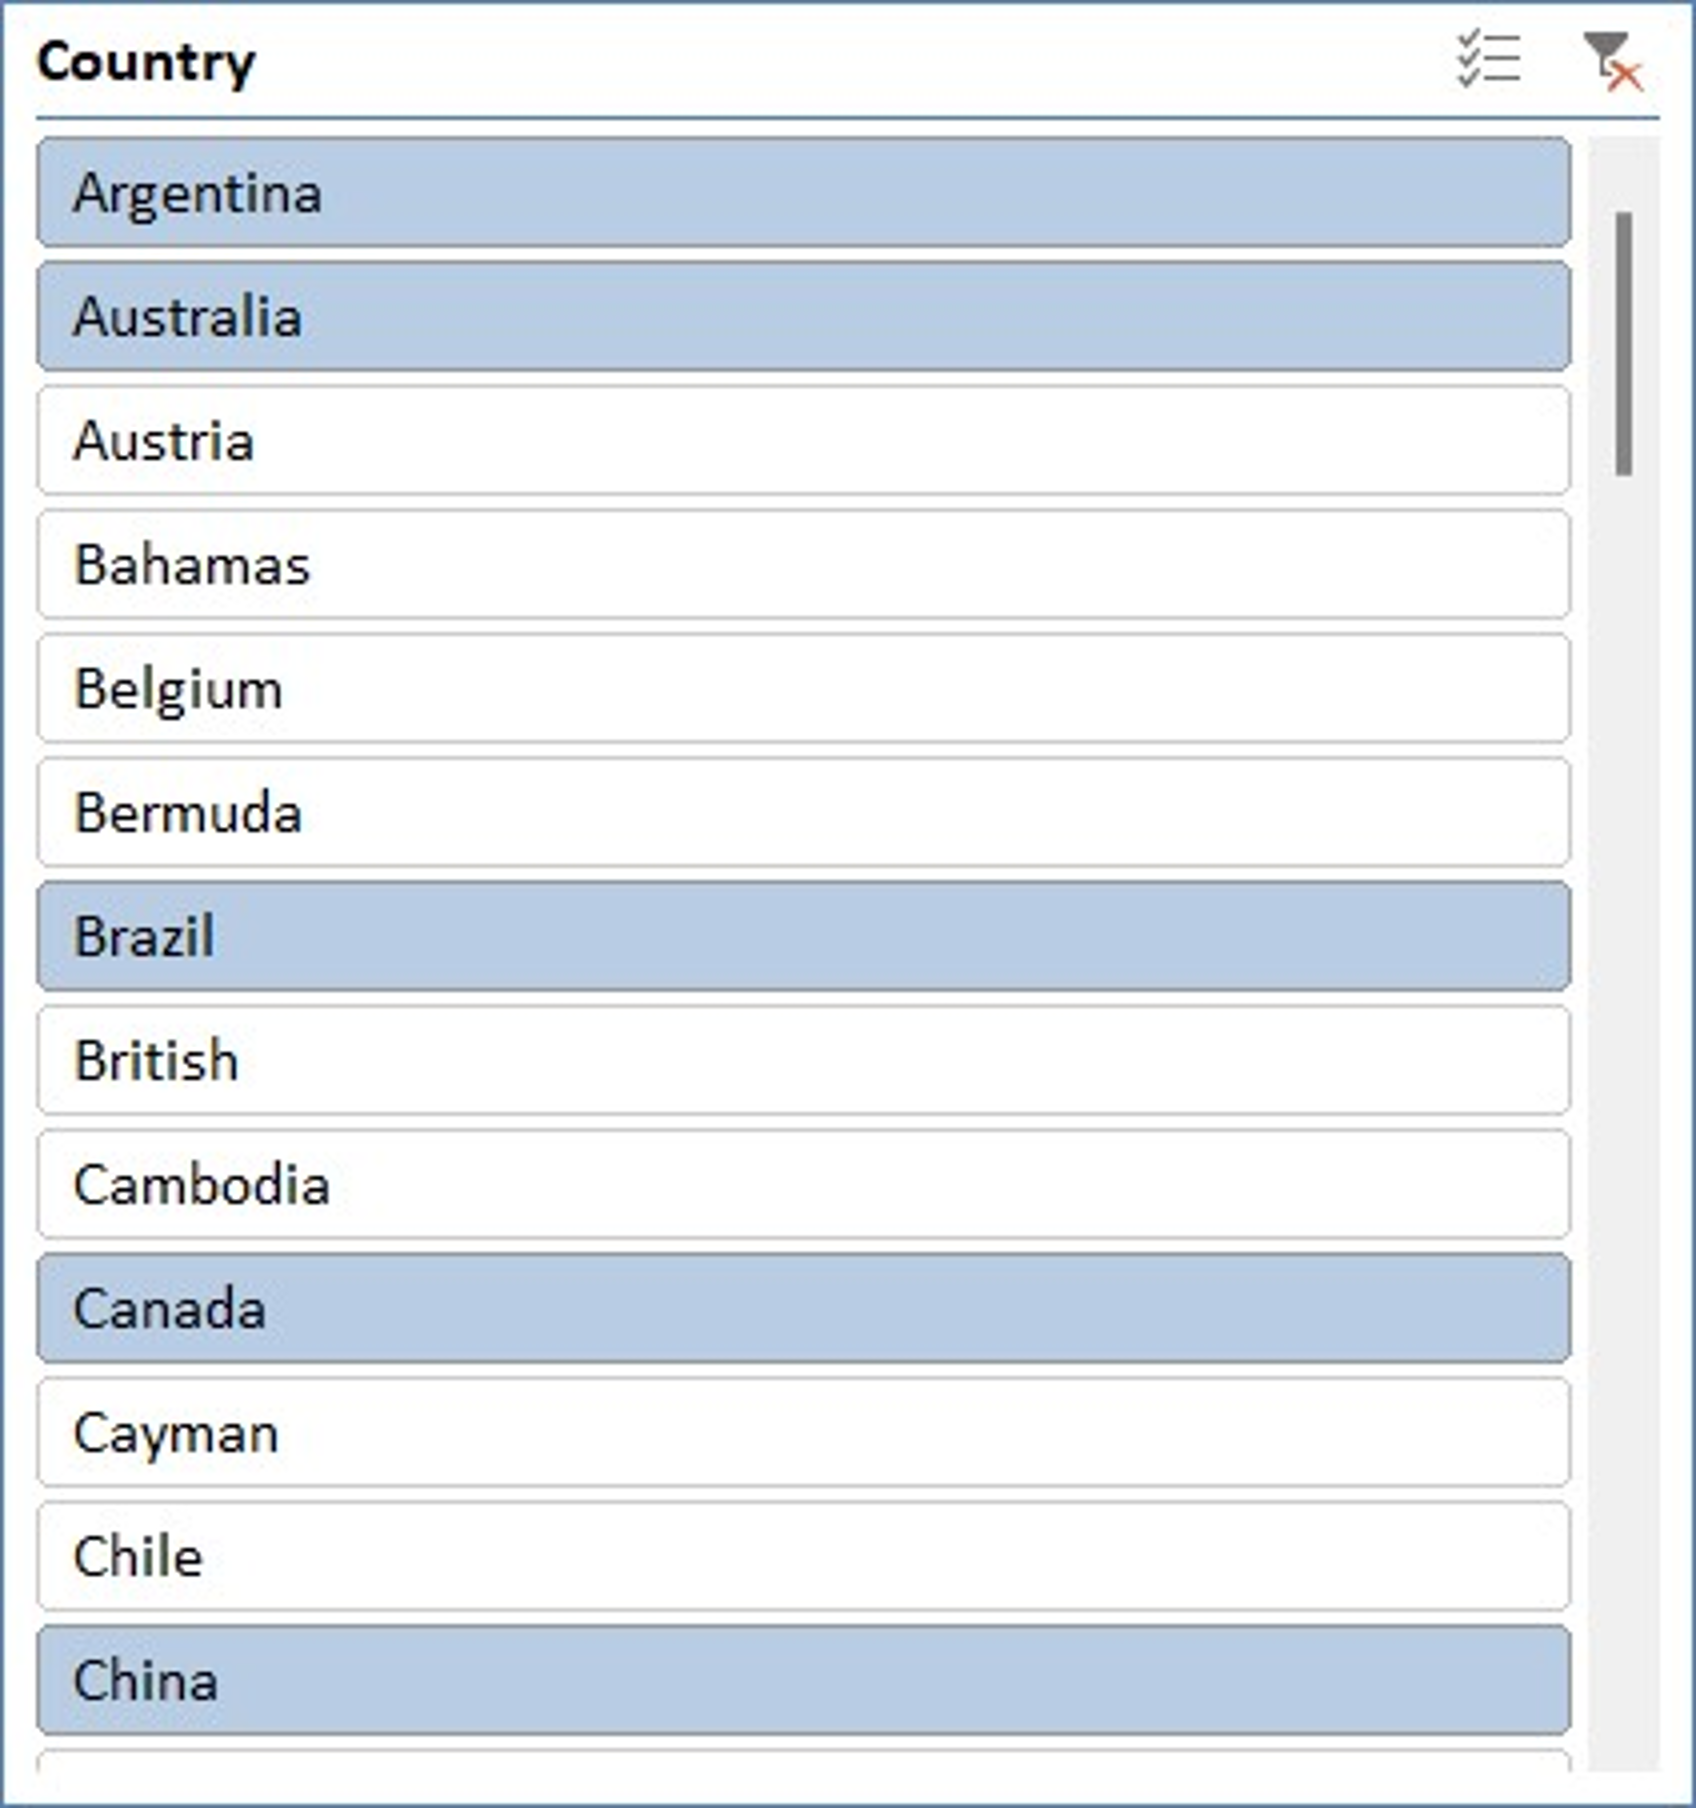 Country
Argentina
Australia
Austria
Bahamas
Belgium
Bermuda
Brazil
British
Cambodia
Canada
Cayman
Chile
China